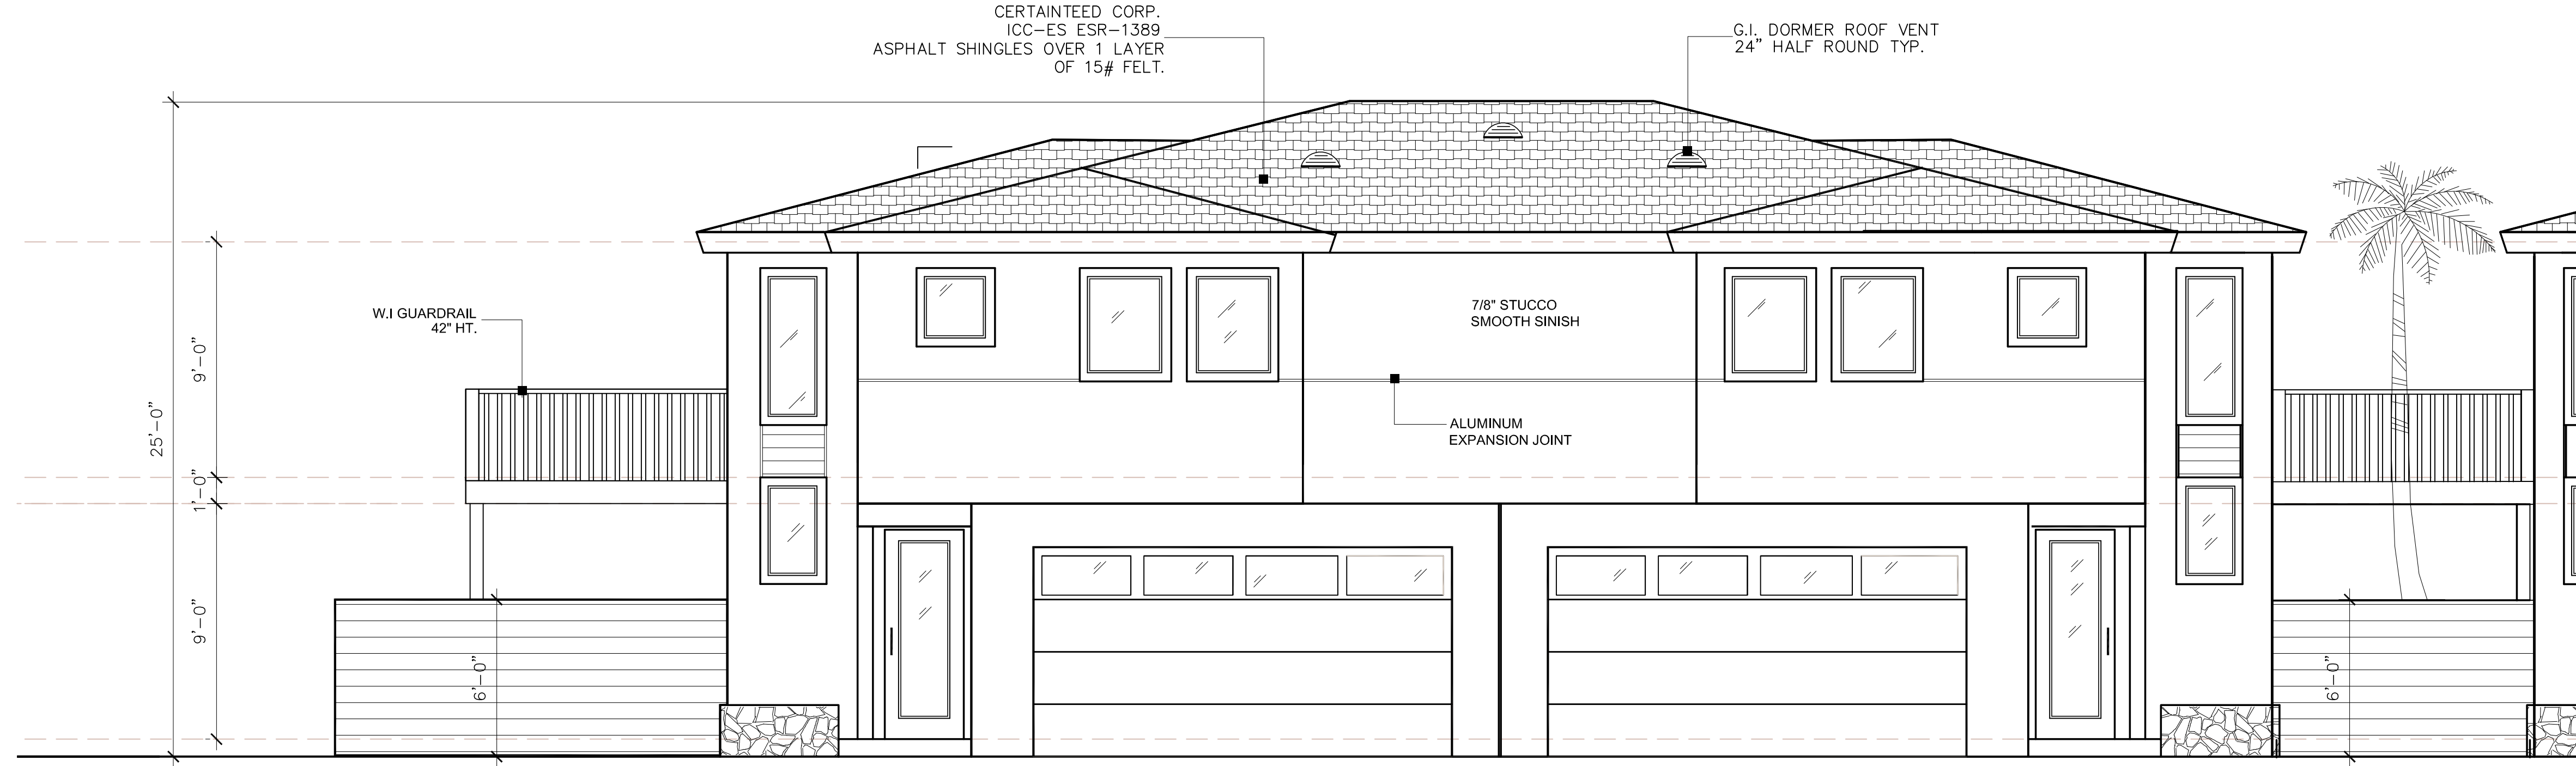 CERTAINTEED CORP.
ICC-ES ESR-1389
ASPHALT SHINGLES OVER 1 LAYER
OF 15# FELT.
G.I. DORMER ROOF VENT
24" HALF ROUND TYP.
W.I GUARDRAIL
42" HT.
7/8" STUCCO
SMOOTH SINISH
ALUMINUM
EXPANSION JOINT
25'-0"
9'-0"
1'-0"
9'-0"
6'-0"
6'-0"